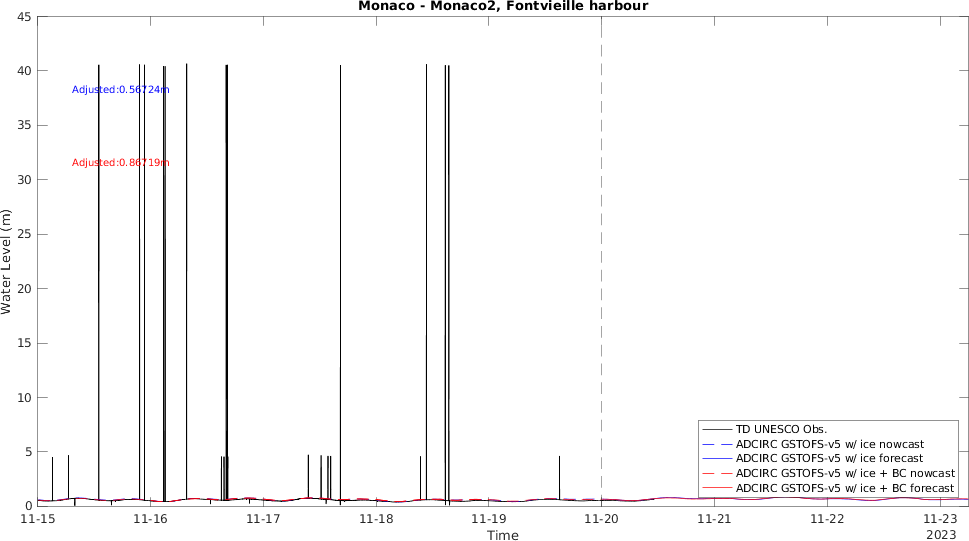 Monaco - Monaco2, Fontvieille harbour
45
40
35
30
25
20
15
10
5
0
Water Level (m)
Adjusted:0.56724m
Adjusted:0.86719m
TD UNESCO Obs.
ADCIRC GSTOFS-v5 w/ ice nowcast
ADCIRC GSTOFS-v5 w/ ice forecast
ADCIRC GSTOFS-v5 w/ ice + BC nowcast
ADCIRC GSTOFS-v5 w/ ice + BC forecast
11-15 11-16 11-17 11-18 11-19 11-20 11-21 11-22 11-23
2023
Time